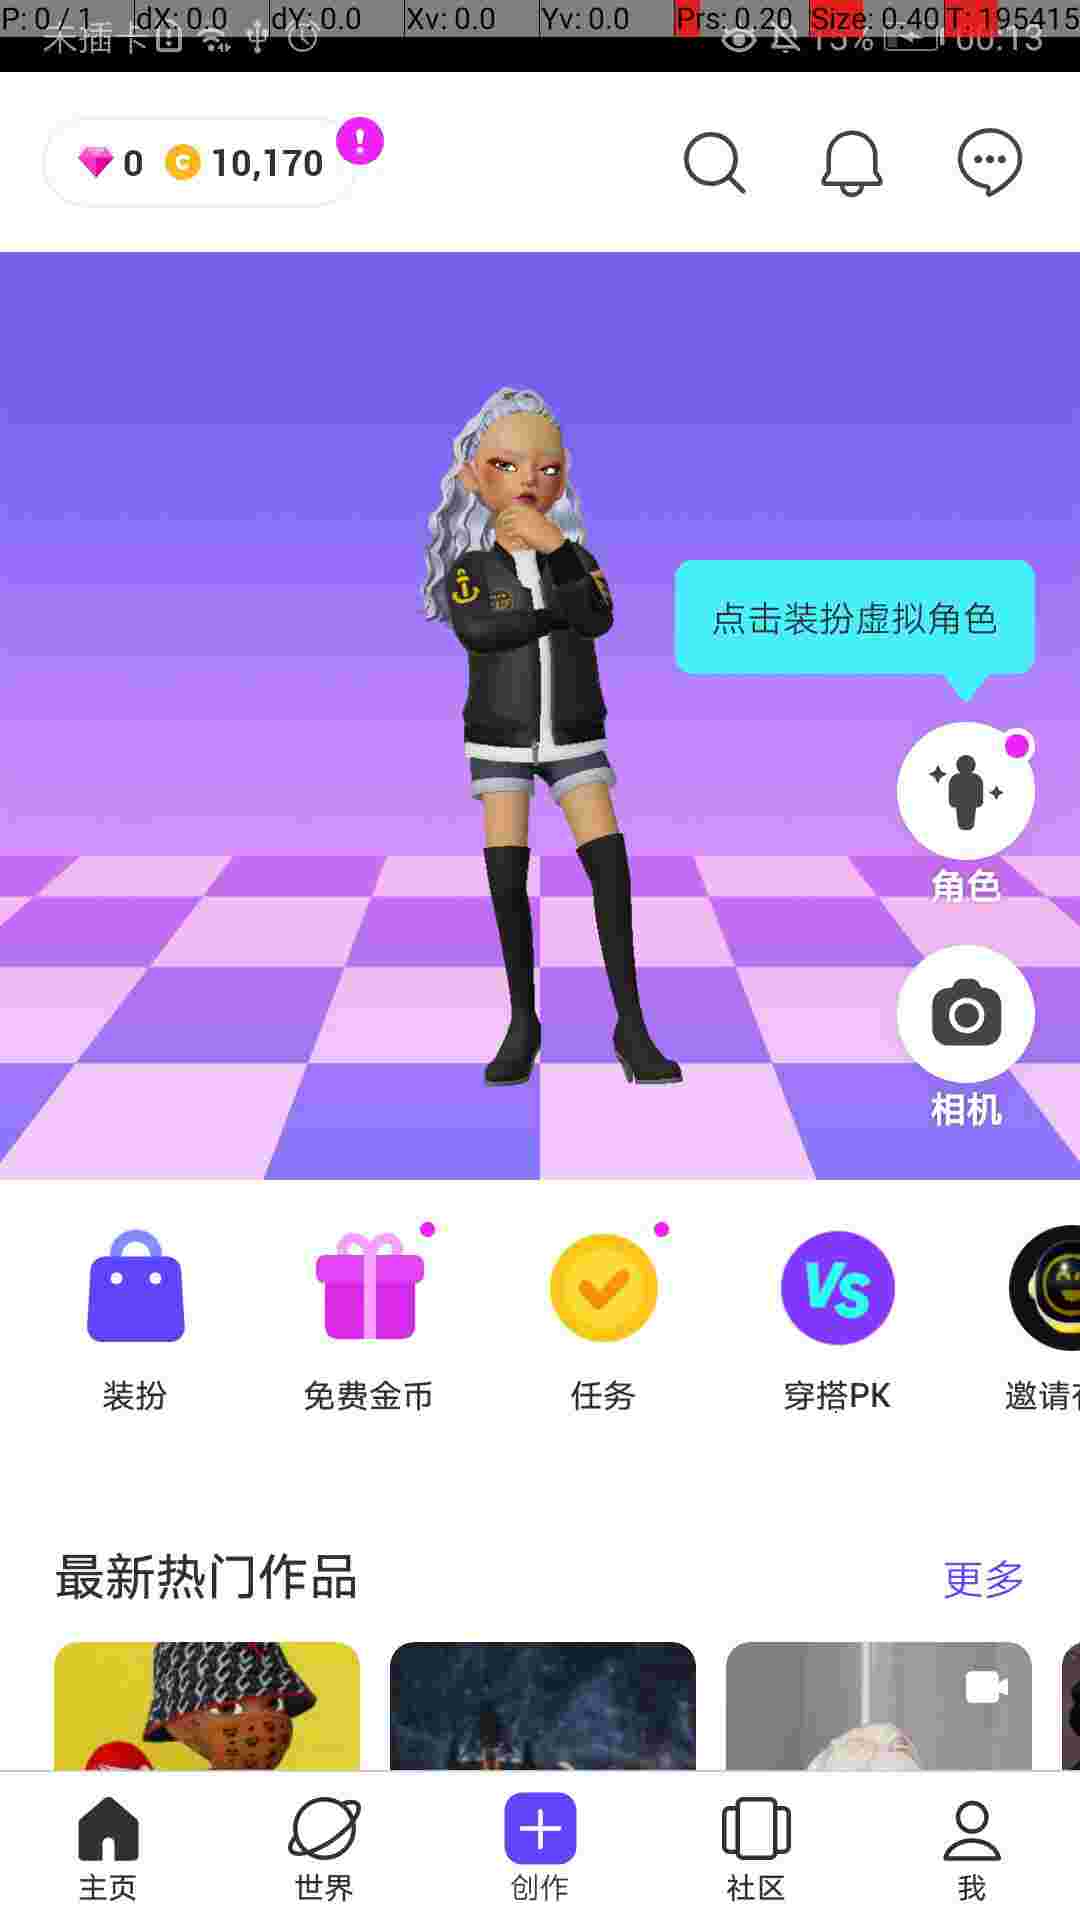 P: 0 / 1 dX: 0.0 dY: 0.0 Xv: 0.0 Yv: 0.0 Prs: 0.20 Size: 0.40 T: 195415
未插卡 15% 00:13
0 C 10,170 !
点击装扮虚拟角色
角色
相机
VS
装扮 免费金币 任务 穿搭PK 邀请
最新热门作品 更多
主页 世界 创作 社区 我